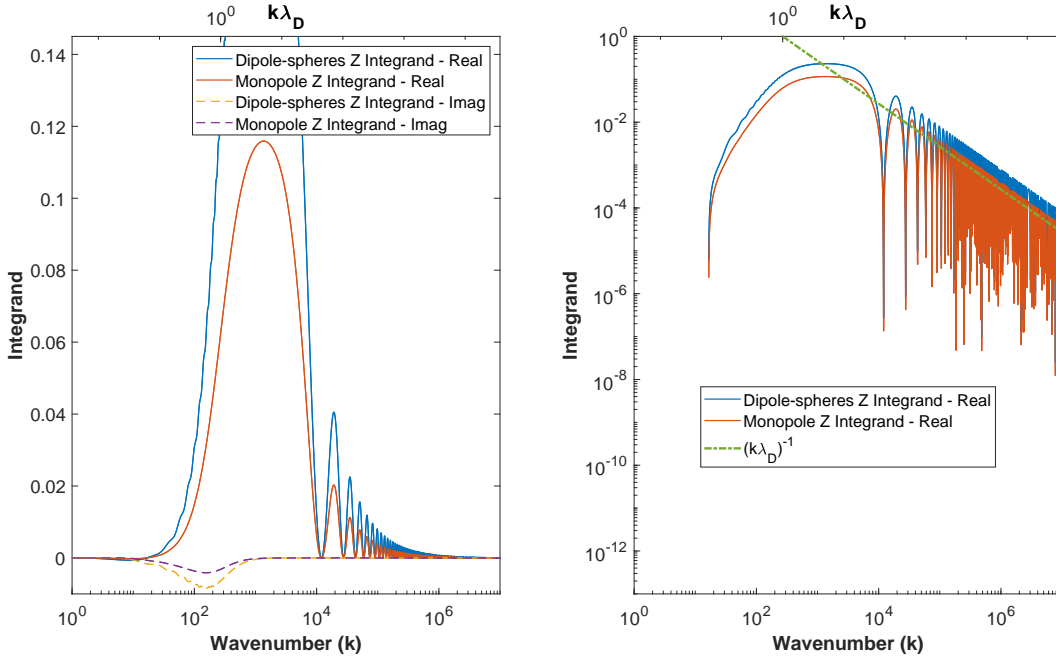 10^0
kλ_D
0.14
0.12
0.1
0.08
0.06
0.04
0.02
0
Integrand
Dipole-spheres Z Integrand - Real
Monopole Z Integrand - Real
Dipole-spheres Z Integrand - Imag
Monopole Z Integrand - Imag
10^0
10^2
10^4
10^6
Wavenumber (k)
10^0
kλ_D
10^0
10^-2
10^-4
10^-6
10^-8
10^-10
10^-12
Integrand
Dipole-spheres Z Integrand - Real
Monopole Z Integrand - Real
(kλ_D)^-1
10^0
10^2
10^4
10^6
Wavenumber (k)